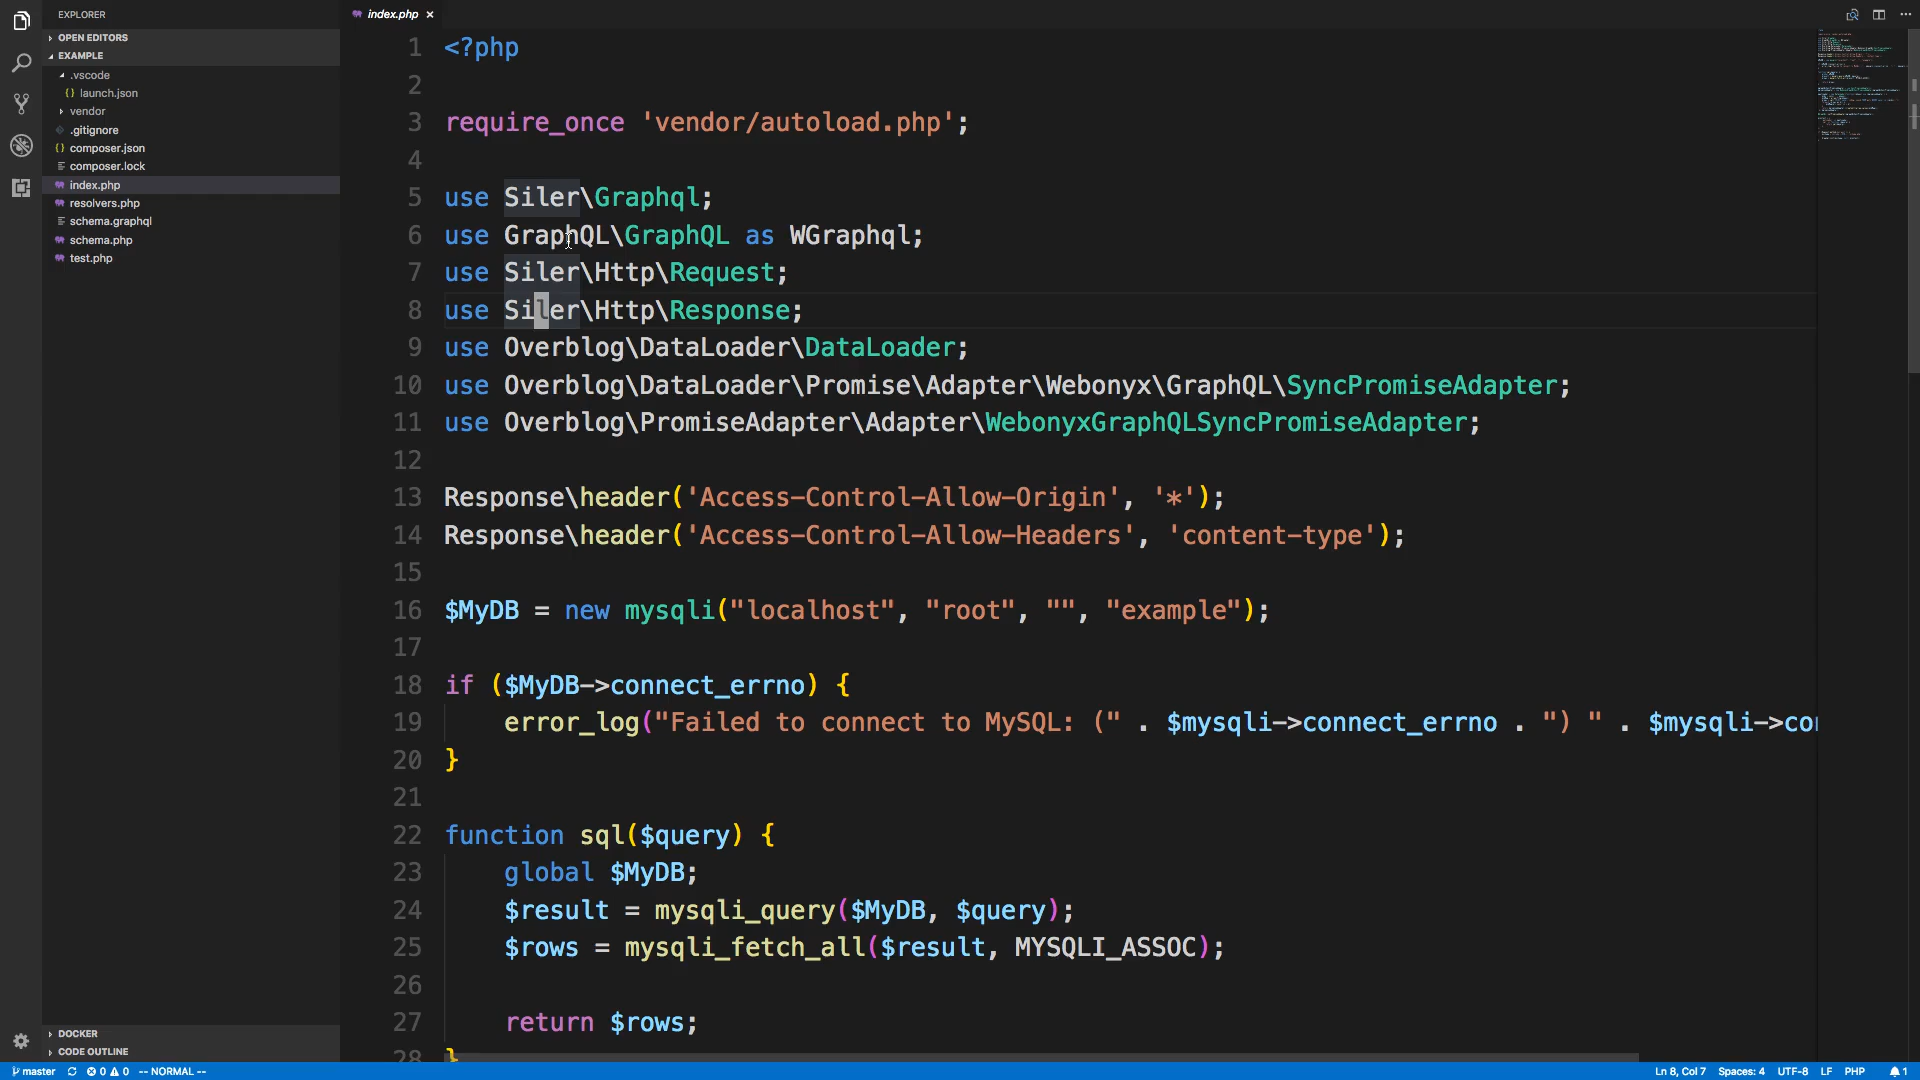 EXPLORER
OPEN EDITORS
EXAMPLE
.vscode
{} launch.json
vendor
.gitignore
{} composer.json
composer.lock
index.php
resolvers.php
schema.graphql
schema.php
test.php
DOCKER
CODE OUTLINE
index.php ×
1 <?php
2
3 require_once 'vendor/autoload.php';
4
5 use Siler\Graphql;
6 use GraphQL\GraphQL as WGraphql;
7 use Siler\Http\Request;
8 use Siler\Http\Response;
9 use Overblog\DataLoader\DataLoader;
10 use Overblog\DataLoader\Promise\Adapter\Webonyx\GraphQL\SyncPromiseAdapter;
11 use Overblog\PromiseAdapter\Adapter\WebonyxGraphQLSyncPromiseAdapter;
12
13 Response\header('Access-Control-Allow-Origin', '*');
14 Response\header('Access-Control-Allow-Headers', 'content-type');
15
16 $MyDB = new mysqli("localhost", "root", "", "example");
17
18 if ($MyDB->connect_errno) {
19 error_log("Failed to connect to MySQL: (" . $mysqli->connect_errno . ") " . $mysqli->con
20 }
21
22 function sql($query) {
23 global $MyDB;
24 $result = mysqli_query($MyDB, $query);
25 $rows = mysqli_fetch_all($result, MYSQLI_ASSOC);
26
27 return $rows;
28 }
master 0 0 -- NORMAL -- Ln 8, Col 7 Spaces: 4 UTF-8 LF PHP 1